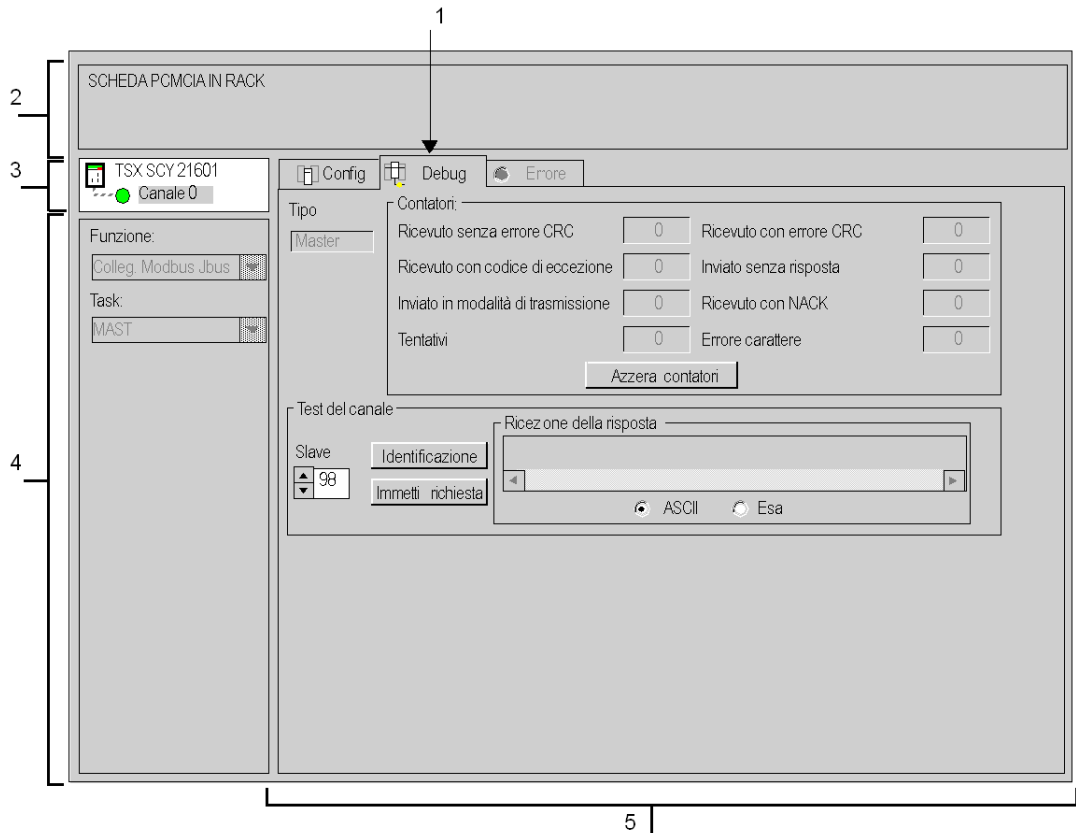 1
2
SCHEDA PCMCIA IN RACK
3
TSX SCY 21601
Canale 0
Config
Debug
Errore
4
Funzione:
Colleg. Modbus Jbus
Task:
MAST
Tipo
Master
Contatori:
Ricevuto senza errore CRC 0 Ricevuto con errore CRC 0
Ricevuto con codice di eccezione 0 Inviato senza risposta 0
Inviato in modalità di trasmissione 0 Ricevuto con NACK 0
Tentativi 0 Errore carattere 0
Azzera contatori
Test del canale
Slave
98
Identificazione
Immetti richiesta
Ricez one della risposta
ASCII Esa
5